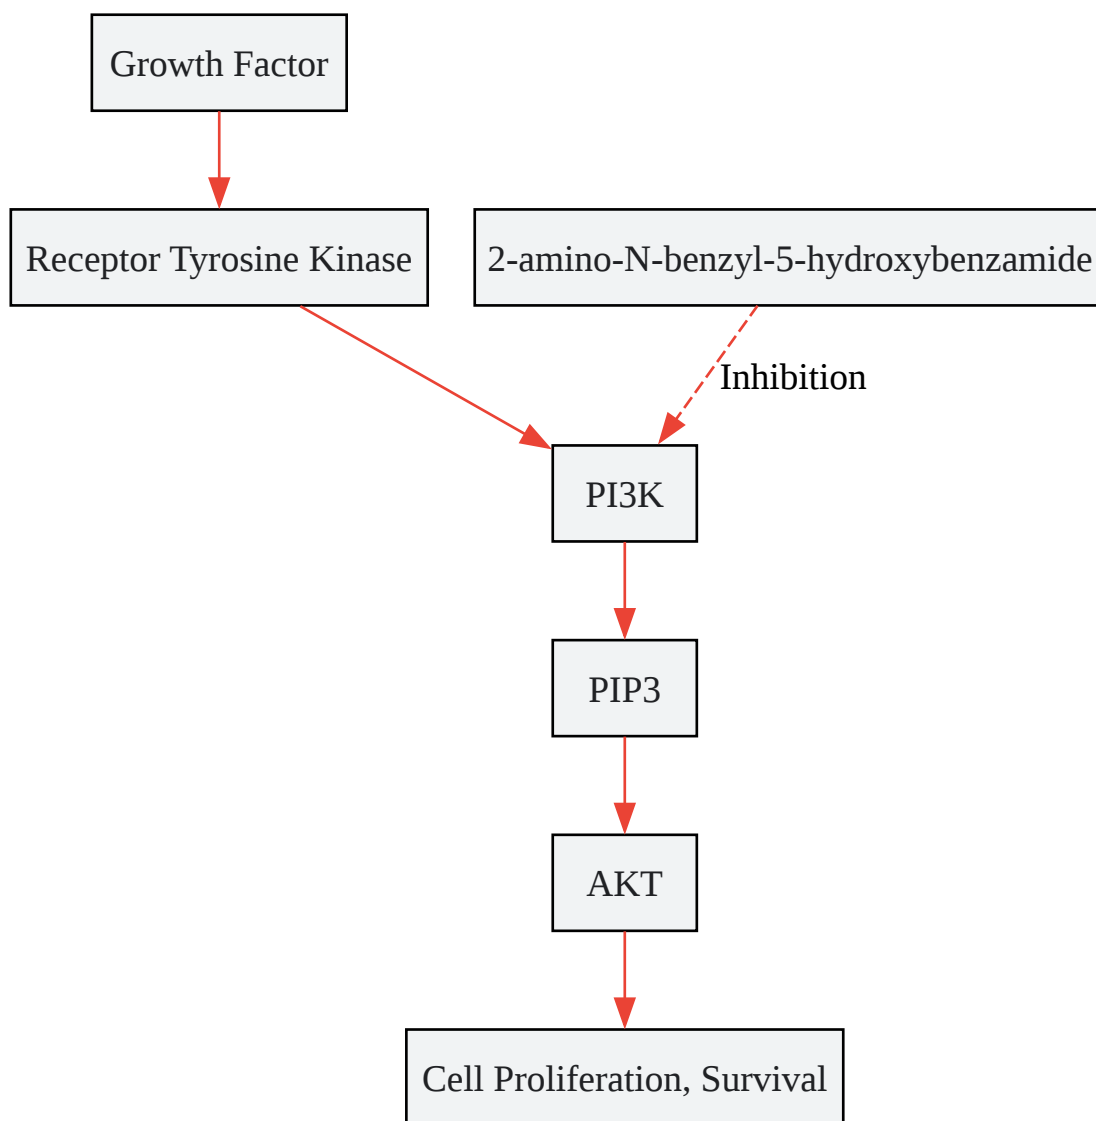 Growth Factor
Receptor Tyrosine Kinase
2-amino-N-benzyl-5-hydroxybenzamide
Inhibition
PI3K
PIP3
AKT
Cell Proliferation, Survival